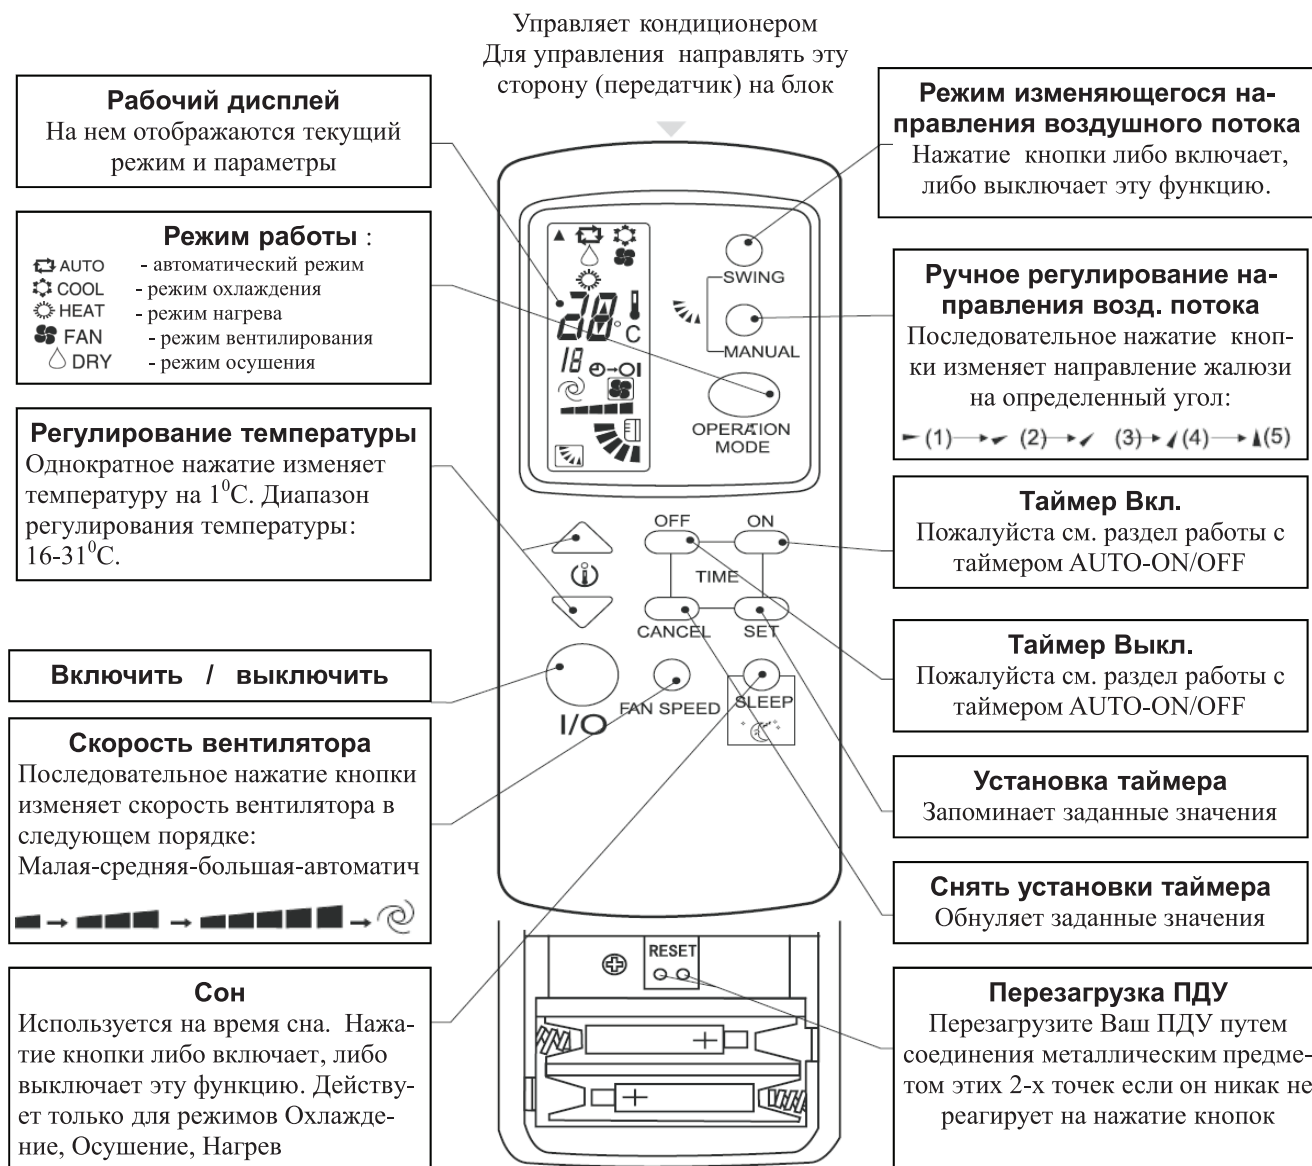 Управляет кондиционером
Для управления направлять эту
сторону (передатчик) на блок
Рабочий дисплей
На нем отображаются текущий
режим и параметры
Режим работы :
AUTO - автоматический режим
COOL - режим охлаждения
HEAT - режим нагрева
FAN - режим вентилирования
DRY - режим осушения
Регулирование температуры
Однократное нажатие изменяет
температуру на 1⁰С. Диапазон
регулирования температуры:
16-31⁰С.
Включить / выключить
Скорость вентилятора
Последовательное нажатие кнопки
изменяет скорость вентилятора в
следующем порядке:
Малая-средняя-большая-автоматич
Сон
Используется на время сна. Нажа-
тие кнопки либо включает, либо
выключает эту функцию. Действу-
ет только для режимов Охлажде-
ние, Осушение, Нагрев
°C
18
SWING
MANUAL
OPERATION
MODE
OFF ON
TIME
CANCEL SET
I/O
FAN SPEED
SLEEP
RESET
+
+
Режим изменяющегося на-
правления воздушного потока
Нажатие кнопки либо включает,
либо выключает эту функцию.
Ручное регулирование на-
правления возд. потока
Последовательное нажатие кноп-
ки изменяет направление жалюзи
на определенный угол:
(1) (2) (3) (4) (5)
Таймер Вкл.
Пожалуйста см. раздел работы с
таймером AUTO-ON/OFF
Таймер Выкл.
Пожалуйста см. раздел работы с
таймером AUTO-ON/OFF
Установка таймера
Запоминает заданные значения
Снять установки таймера
Обнуляет заданные значения
Перезагрузка ПДУ
Перезагрузите Ваш ПДУ путем
соединения металлическим предме-
том этих 2-х точек если он никак не
реагирует на нажатие кнопок